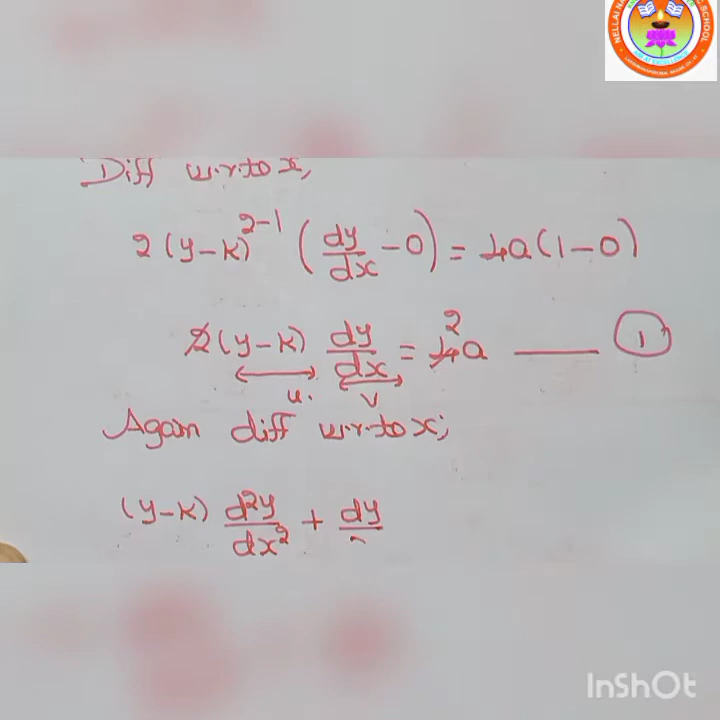 Diff w.r.to x,
2(y-k)^{2-1} (dy/dx - 0) = 4a(1-0)
2(y-k) dy/dx = 4a^2 —— ①
u. v
Again diff w.r.to x;
(y-k) d²y/dx² + dy
InShOt